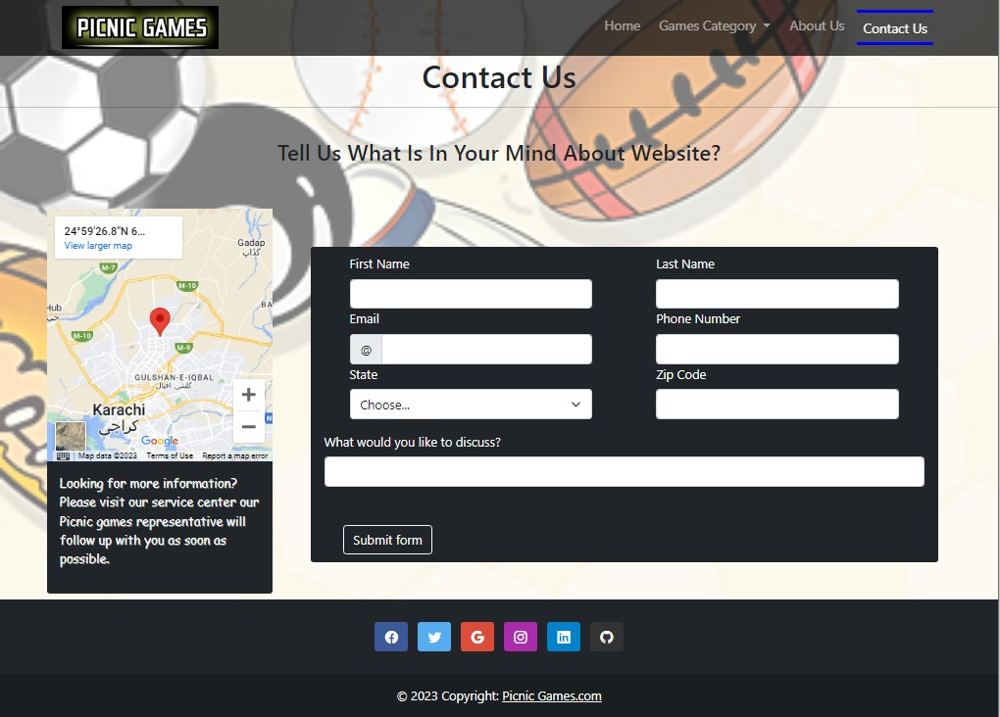 PICNIC GAMES
Home Games Category About Us Contact Us
Contact Us
Tell Us What Is In Your Mind About Website?
24°59'26.8"N 6...
View larger map
Gadap
گڈاپ
M-7
M-10
Hub
حب
BA
M-10
M-9
GULSHAN-E-IQBAL
گلشن اقبال
Karachi
كراچى
N
Google
Map data ©2023 Terms of Use Report a map error
Looking for more information?
Please visit our service center our
Picnic games representative will
follow up with you as soon as
possible.
First Name Last Name
Email Phone Number
@
State Zip Code
Choose...
What would you like to discuss?
Submit form
© 2023 Copyright: Picnic Games.com